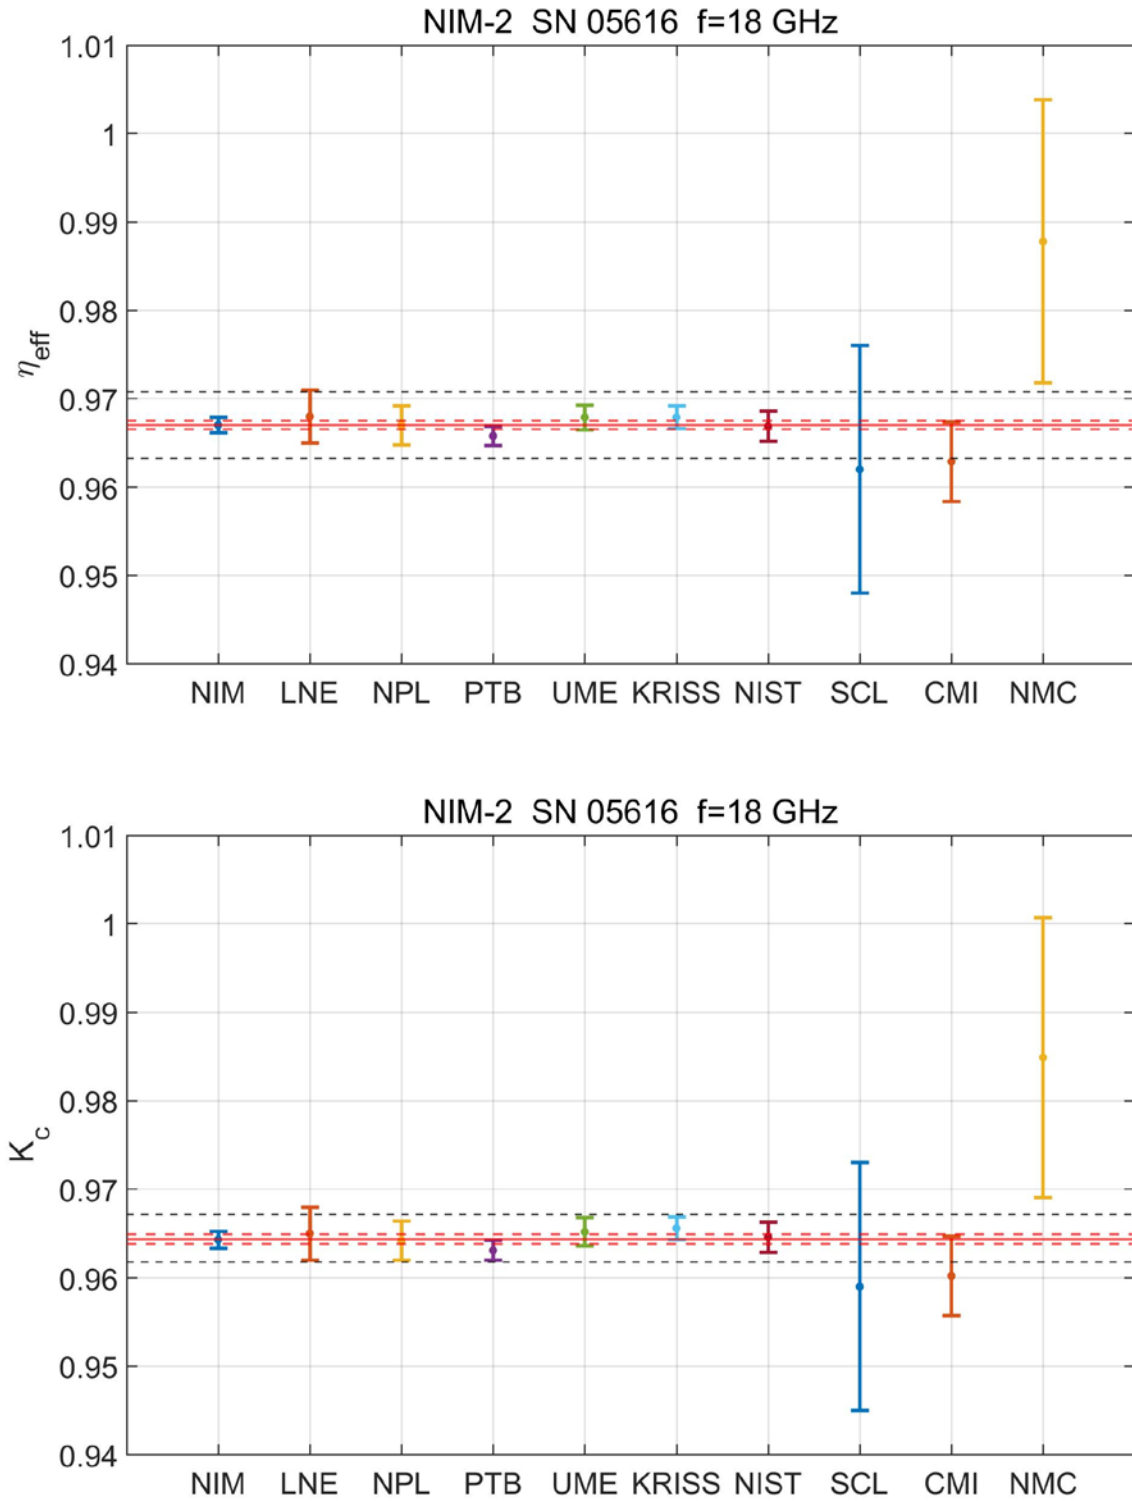 NIM-2 SN 05616 f=18 GHz
1.01
1
0.99
0.98
0.97
0.96
0.95
0.94
ηeff
NIM LNE NPL PTB UME KRISS NIST SCL CMI NMC
NIM-2 SN 05616 f=18 GHz
1.01
1
0.99
0.98
0.97
0.96
0.95
0.94
Kc
NIM LNE NPL PTB UME KRISS NIST SCL CMI NMC